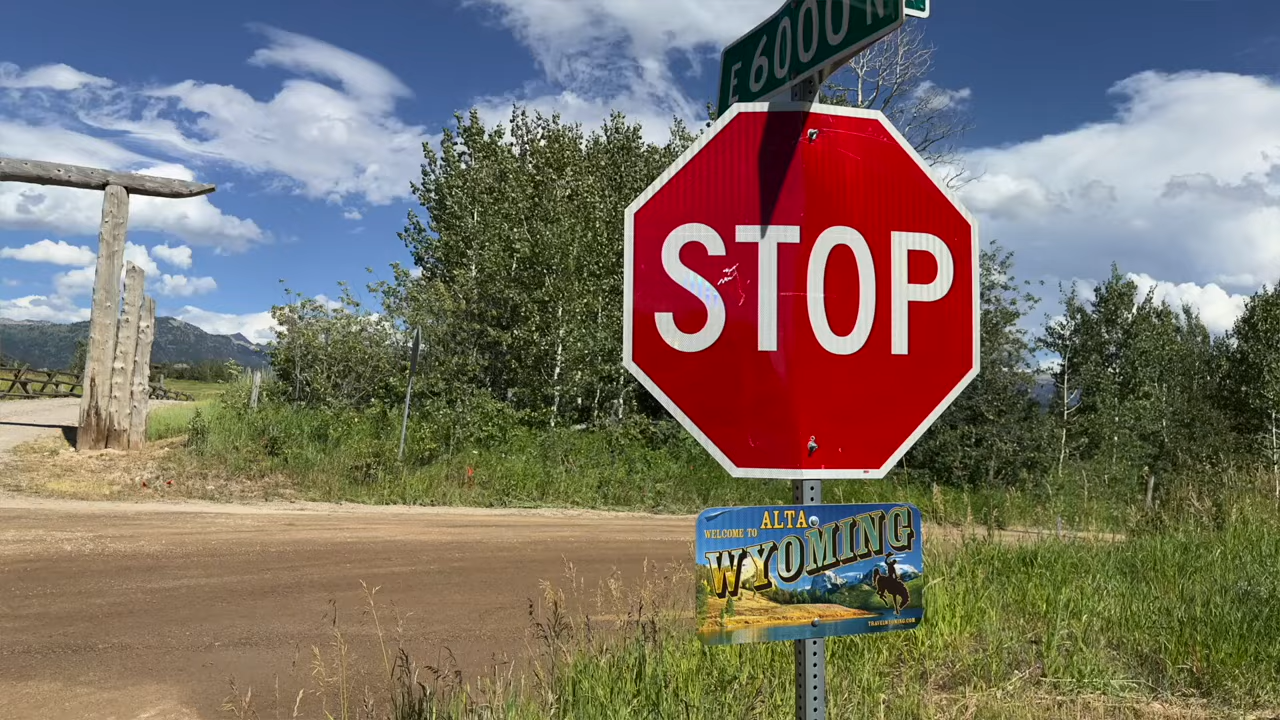 E 6000 N
STOP
ALTA
WELCOME TO
WYOMING
TRAVELWYOMING.COM